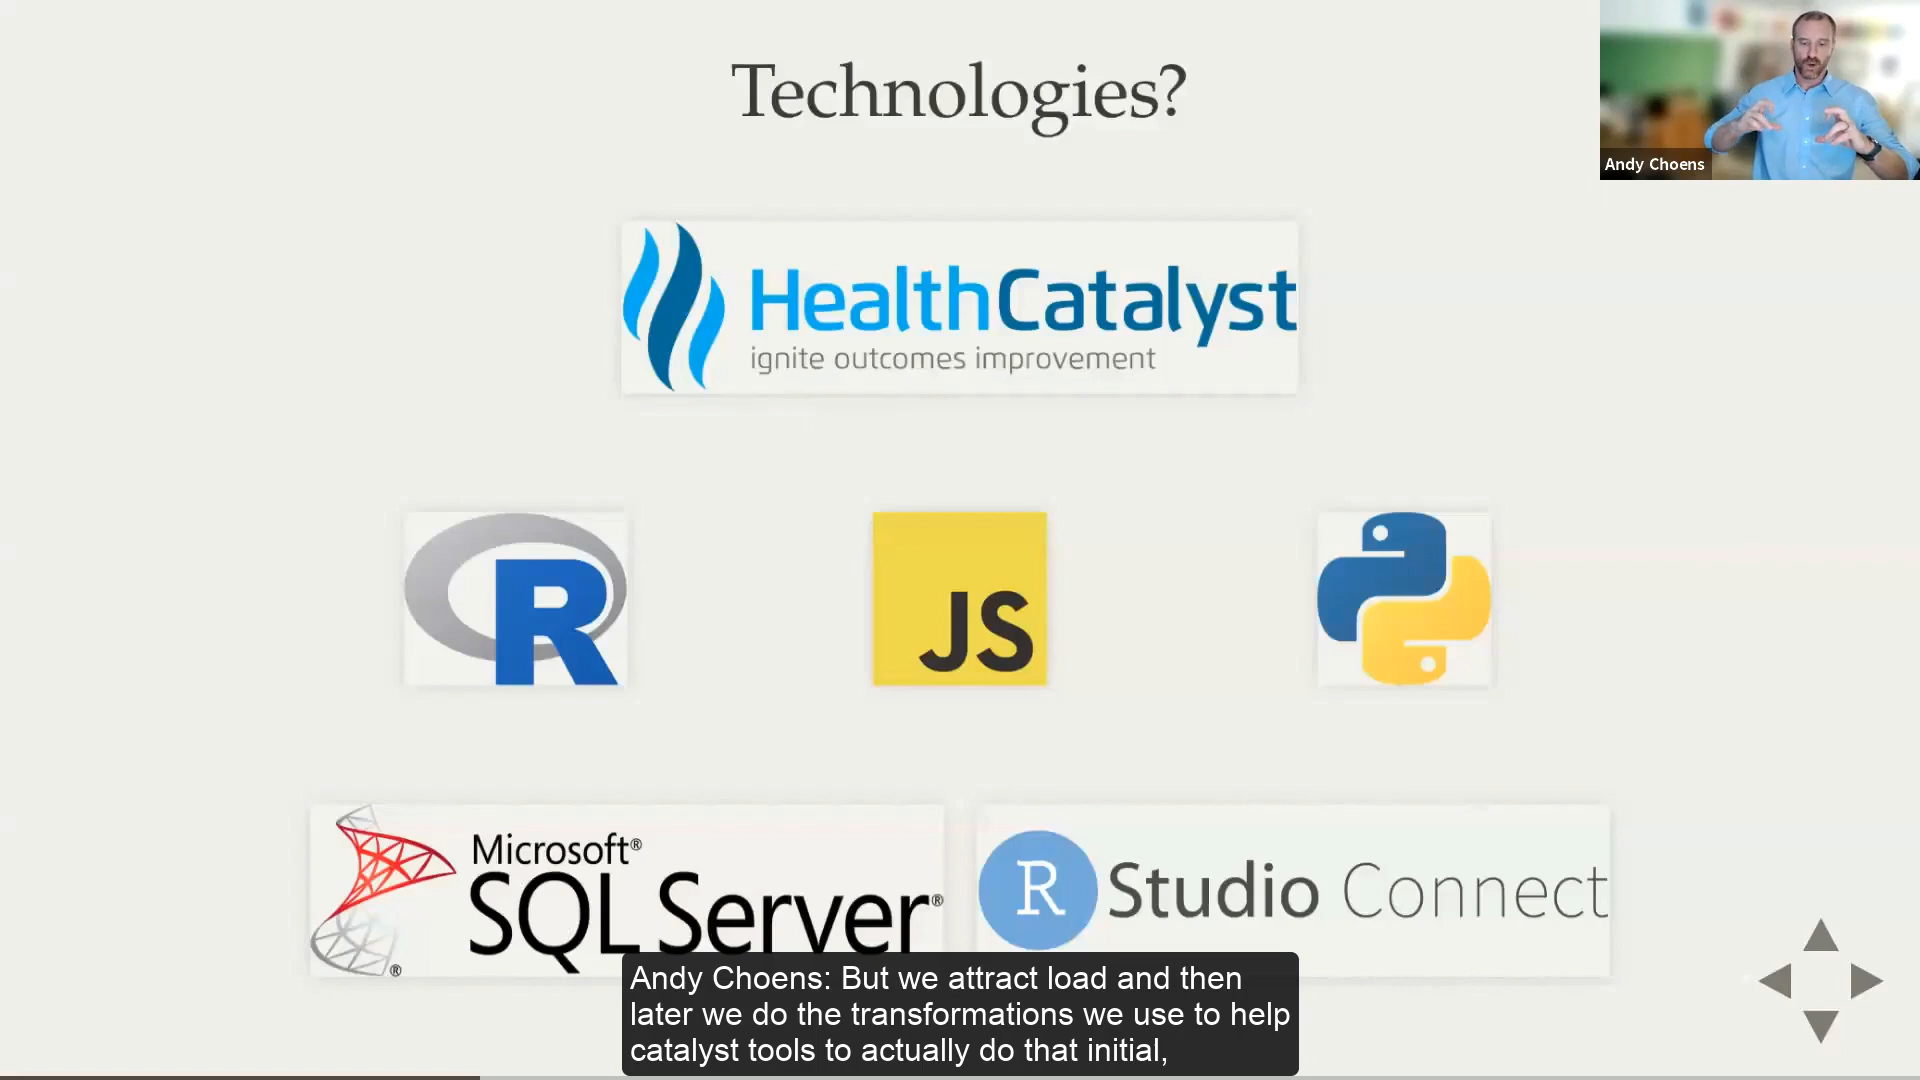 Technologies?
Andy Choens
HealthCatalyst
ignite outcomes improvement
R
JS
Microsoft®
SQL Server®
®
R Studio Connect
Andy Choens: But we attract load and then
later we do the transformations we use to help
catalyst tools to actually do that initial,